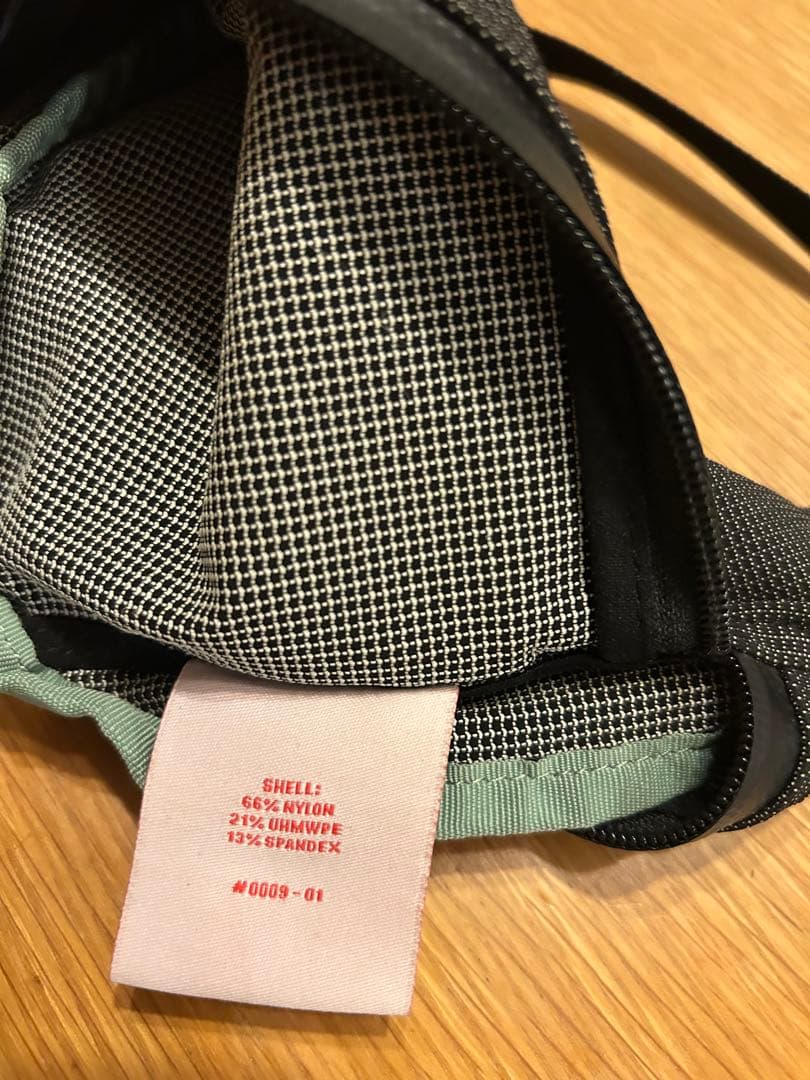 SHELL:
66% NYLON
21% UHMWPE
13% SPANDEX
#0009-01